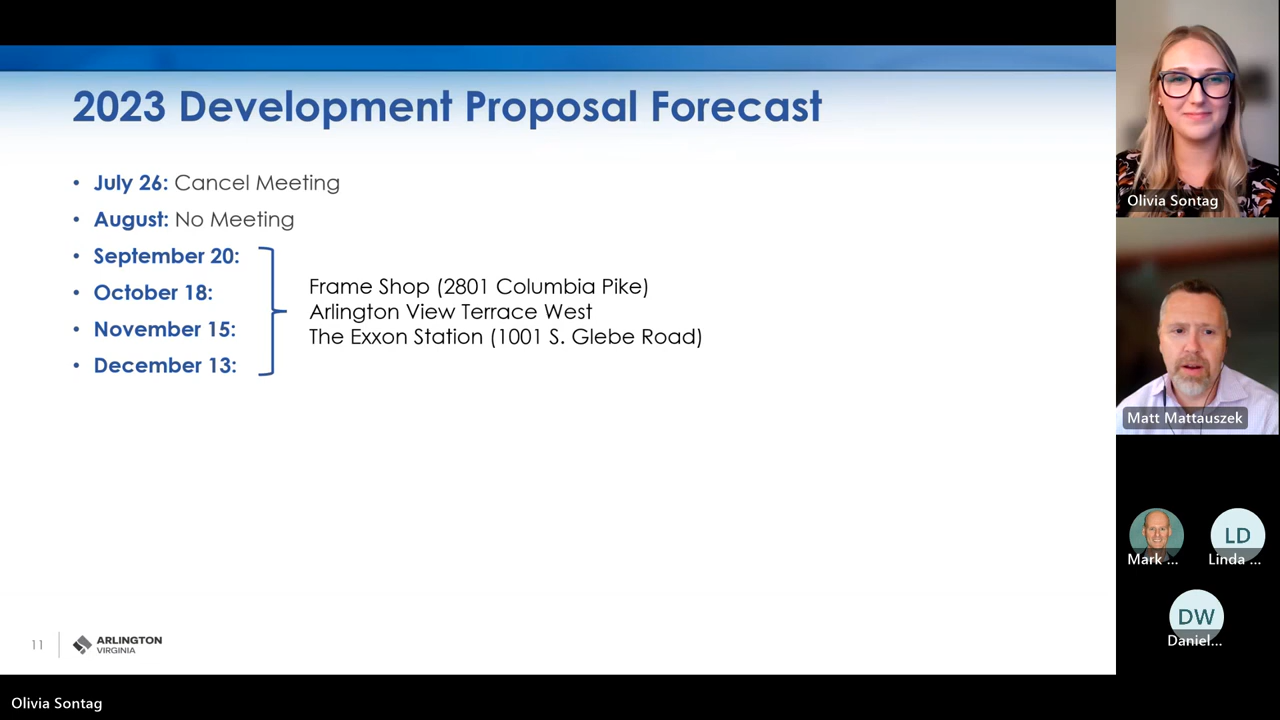 2023 Development Proposal Forecast
• July 26: Cancel Meeting
• August: No Meeting
• September 20:
• October 18:
• November 15:
• December 13:
Frame Shop (2801 Columbia Pike)
Arlington View Terrace West
The Exxon Station (1001 S. Glebe Road)
11
ARLINGTON
VIRGINIA
Olivia Sontag
Matt Mattauszek
Mark ...
LD
Linda ...
DW
Daniel...
Olivia Sontag